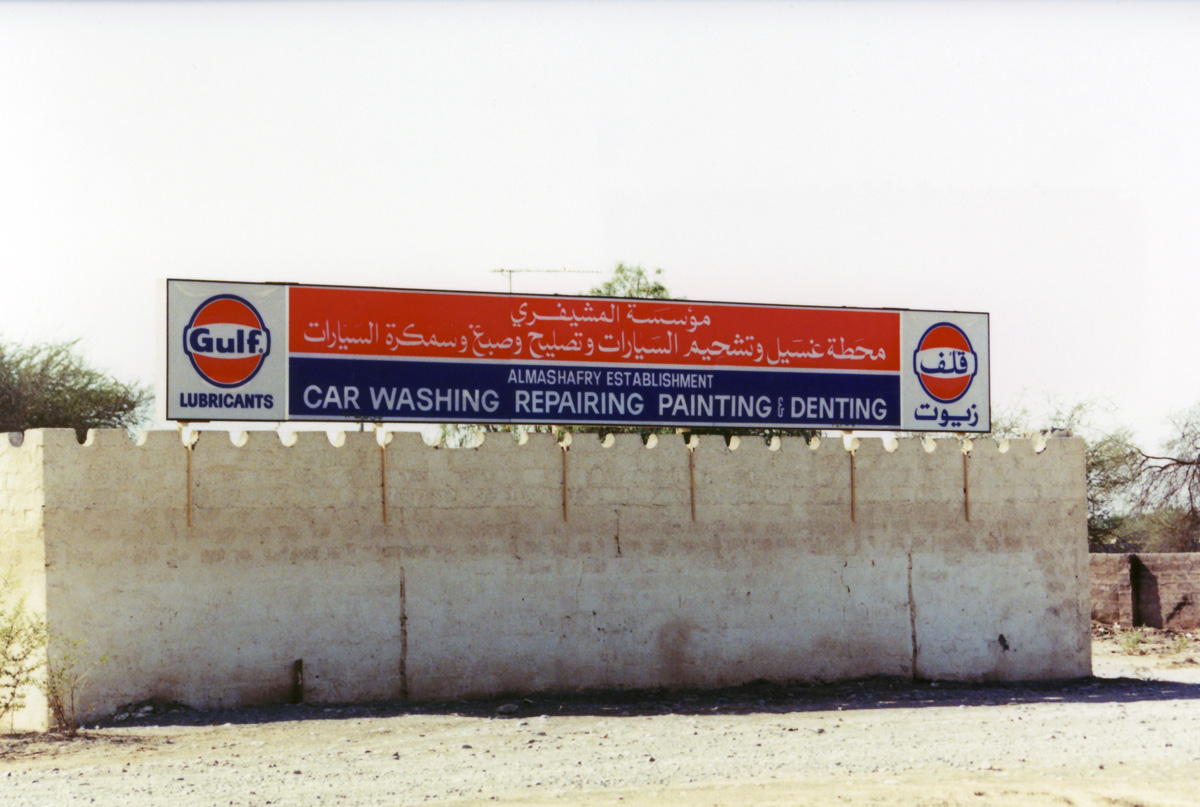 Gulf.
LUBRICANTS
مؤسسة المشيفري
محطة غسيل وتشحيم السيارات وتصليح وصبغ وسمكرة السيارات
ALMASHAFRY ESTABLISHMENT
CAR WASHING REPAIRING PAINTING & DENTING
قلف
زيوت